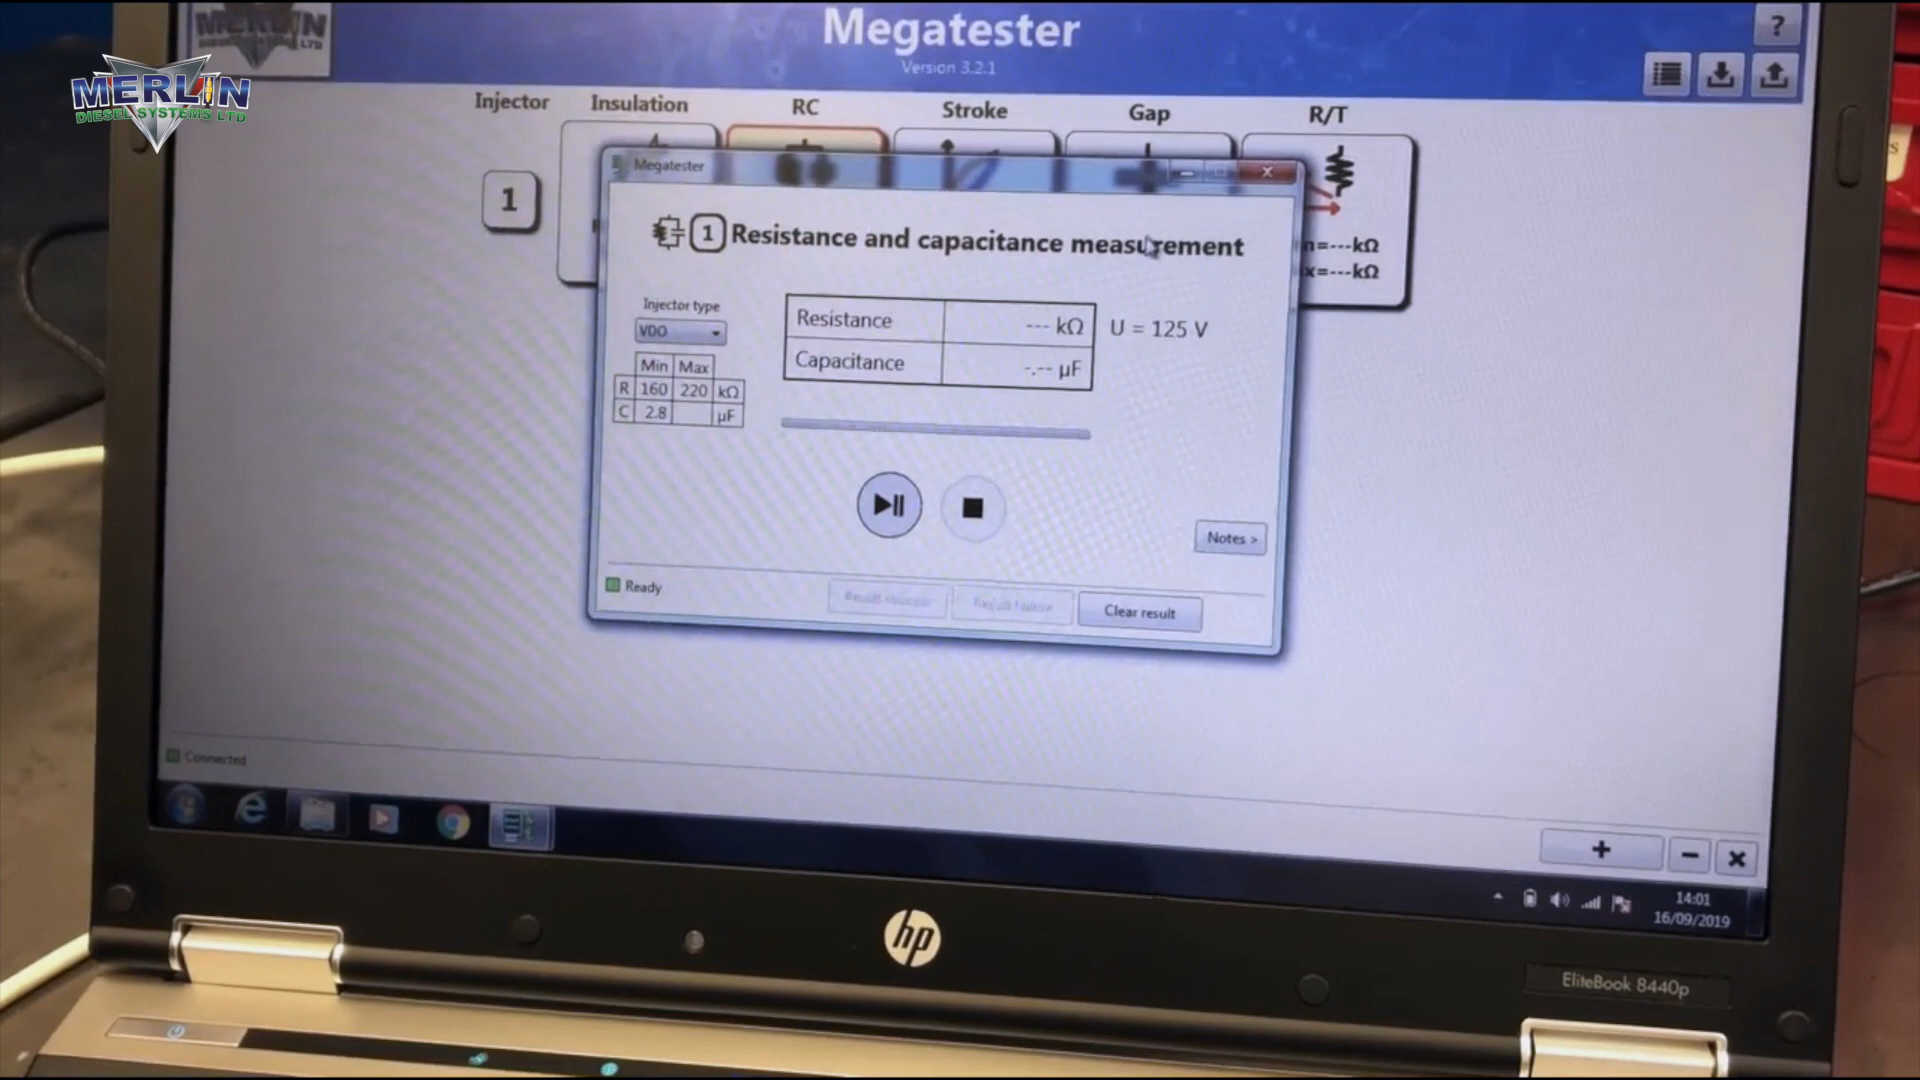 Megatester
Version 3.2.1
?
MERLIN
DIESEL SYSTEMS LTD
Injector
Insulation
RC
Stroke
Gap
R/T
1
Megatester
1 Resistance and capacitance measurement
=---kΩ
x=---kΩ
Injector type
VDO
Min Max
R 160 220 kΩ
C 2.8 µF
Resistance --- kΩ
Capacitance -.-- µF
U = 125 V
Notes >
Ready
Clear result
Connected
14:01
16/09/2019
hp
EliteBook 8440p